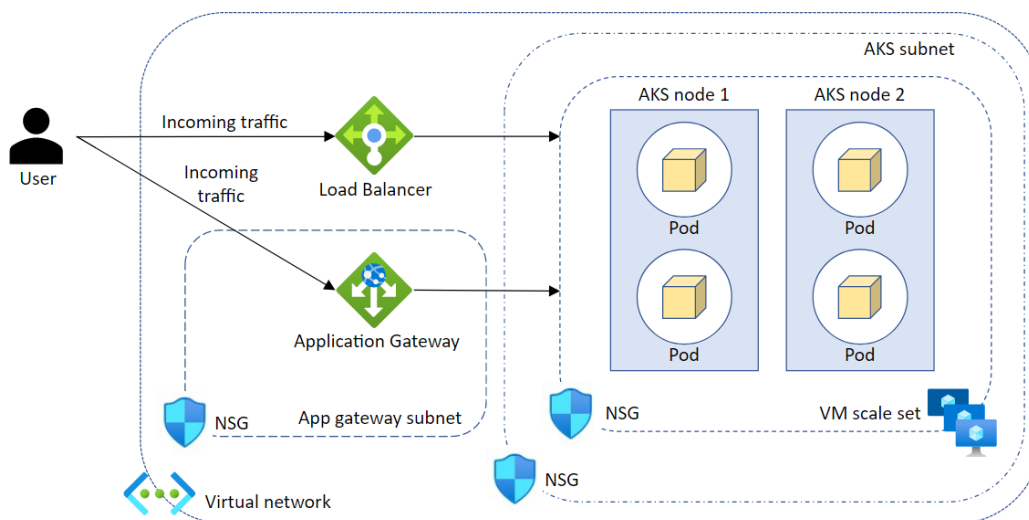 AKS subnet
AKS node 1
AKS node 2
Incoming traffic
User
Incoming
traffic
Load Balancer
Pod
Pod
Application Gateway
Pod
Pod
NSG
App gateway subnet
NSG
VM scale set
NSG
Virtual network